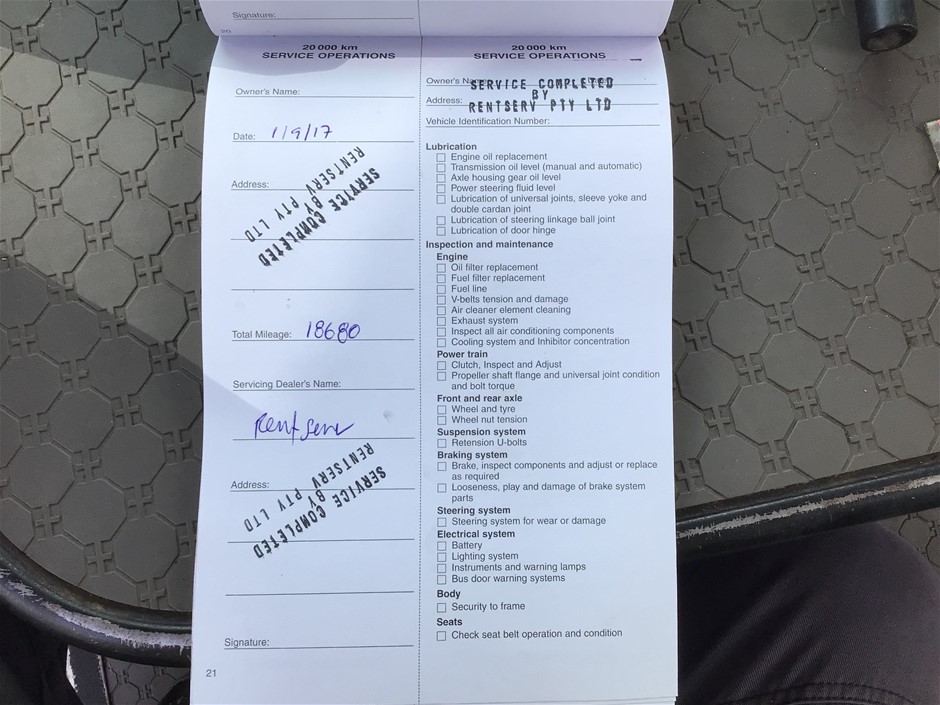 Signature:
20
20 000 km
SERVICE OPERATIONS
Owner's Name:
Date: 1/9/17
Address:
SERVICE COMPLETED
BY
RENTSERV PTY LTD
Total Mileage: 18680
Servicing Dealer's Name:
Rentserv
Address:
SERVICE COMPLETED
BY
RENTSERV PTY LTD
Signature:
21
20 000 km
SERVICE OPERATIONS
Owner's Name:
SERVICE COMPLETED
BY
Address:
RENTSERV PTY LTD
Vehicle Identification Number:
Lubrication
Engine oil replacement
Transmission oil level (manual and automatic)
Axle housing gear oil level
Power steering fluid level
Lubrication of universal joints, sleeve yoke and
double cardan joint
Lubrication of steering linkage ball joint
Lubrication of door hinge
Inspection and maintenance
Engine
Oil filter replacement
Fuel filter replacement
Fuel line
V-belts tension and damage
Air cleaner element cleaning
Exhaust system
Inspect all air conditioning components
Cooling system and Inhibitor concentration
Power train
Clutch, Inspect and Adjust
Propeller shaft flange and universal joint condition
and bolt torque
Front and rear axle
Wheel and tyre
Wheel nut tension
Suspension system
Retension U-bolts
Braking system
Brake, inspect components and adjust or replace
as required
Looseness, play and damage of brake system
parts
Steering system
Steering system for wear or damage
Electrical system
Battery
Lighting system
Instruments and warning lamps
Bus door warning systems
Body
Security to frame
Seats
Check seat belt operation and condition